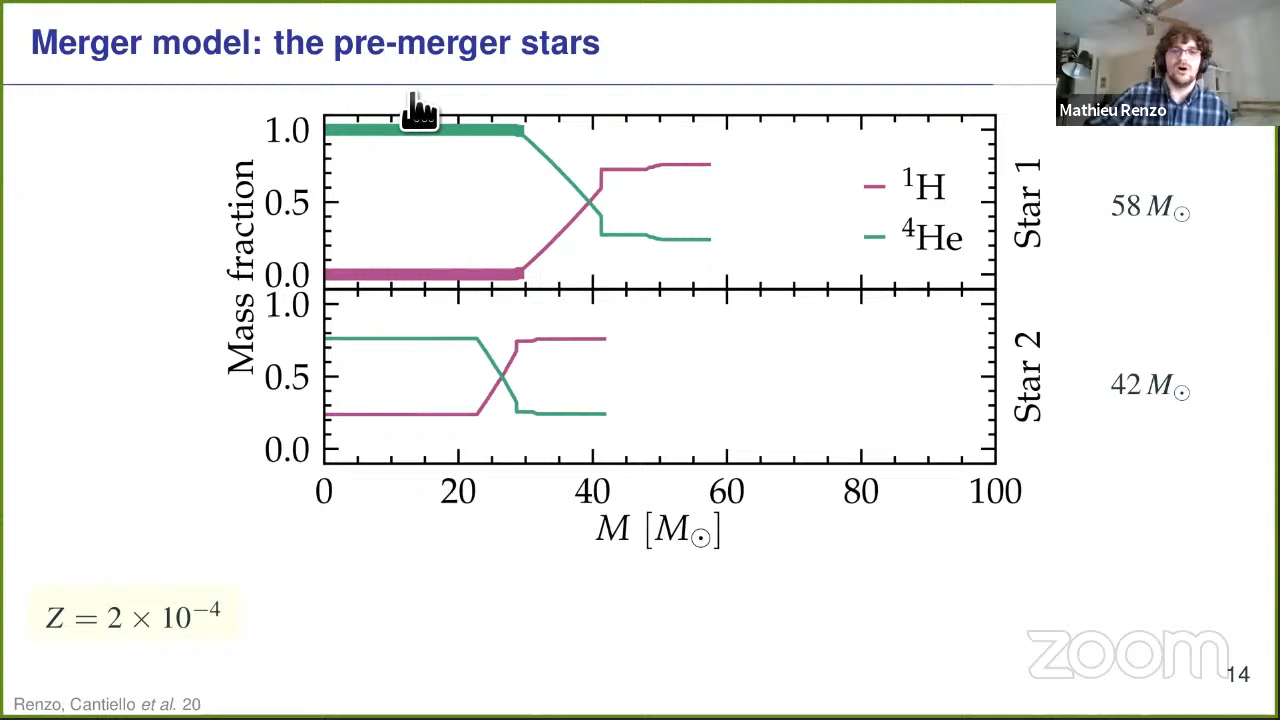 Merger model: the pre-merger stars
Mathieu Renzo
Mass fraction
1.0
0.5
0.0
¹H
⁴He
Star 1
58 M☉
1.0
0.5
0.0
Star 2
42 M☉
0 20 40 60 80 100
M [M☉]
Z = 2 × 10⁻⁴
zoom
14
Renzo, Cantiello et al. 20